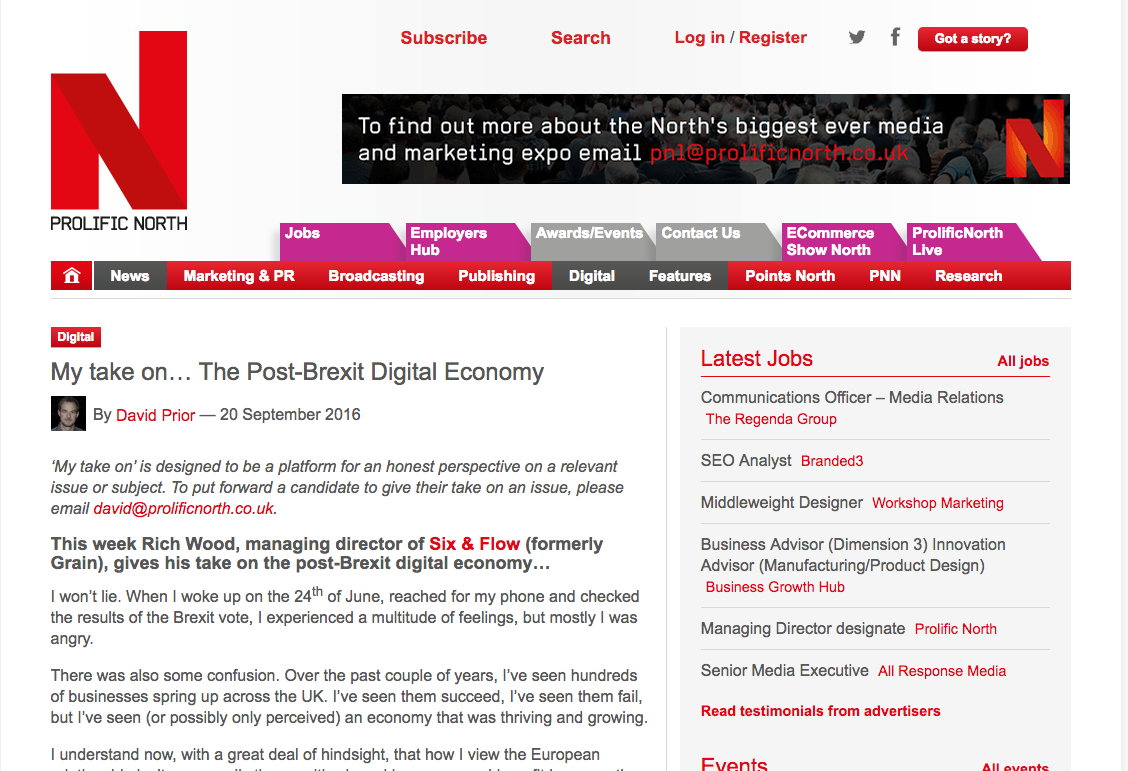 Subscribe
Search
Log in / Register
Got a story?
To find out more about the North's biggest ever media
and marketing expo email pnl@prolificnorth.co.uk
PROLIFIC NORTH
Jobs
Employers
Hub
Awards/Events
Contact Us
ECommerce
Show North
ProlificNorth
Live
News
Marketing & PR
Broadcasting
Publishing
Digital
Features
Points North
PNN
Research
Digital
My take on… The Post-Brexit Digital Economy
By David Prior — 20 September 2016
‘My take on’ is designed to be a platform for an honest perspective on a relevant
issue or subject. To put forward a candidate to give their take on an issue, please
email david@prolificnorth.co.uk.
This week Rich Wood, managing director of Six & Flow (formerly
Grain), gives his take on the post-Brexit digital economy…
I won’t lie. When I woke up on the 24th of June, reached for my phone and checked
the results of the Brexit vote, I experienced a multitude of feelings, but mostly I was
angry.
There was also some confusion. Over the past couple of years, I’ve seen hundreds
of businesses spring up across the UK. I’ve seen them succeed, I’ve seen them fail,
but I’ve seen (or possibly only perceived) an economy that was thriving and growing.
I understand now, with a great deal of hindsight, that how I view the European
Latest Jobs
All jobs
Communications Officer – Media Relations
The Regenda Group
SEO Analyst Branded3
Middleweight Designer Workshop Marketing
Business Advisor (Dimension 3) Innovation
Advisor (Manufacturing/Product Design)
Business Growth Hub
Managing Director designate Prolific North
Senior Media Executive All Response Media
Read testimonials from advertisers
Events
All events